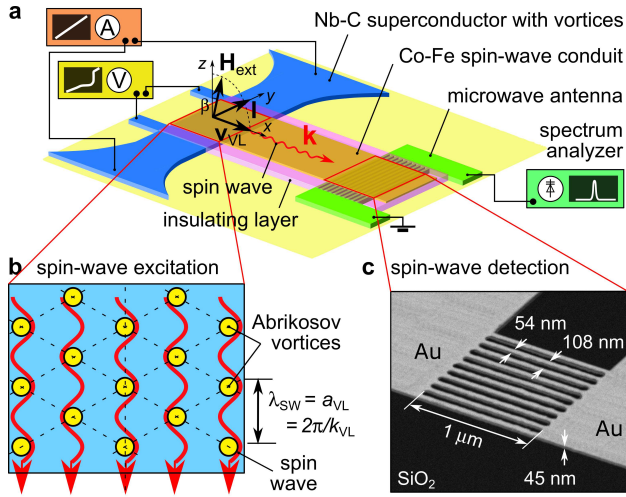 a
Nb-C superconductor with vortices
Co-Fe spin-wave conduit
microwave antenna
spectrum
analyzer
A
V
z
H_ext
β
y
I
x
v_VL
k
spin wave
insulating layer
b spin-wave excitation
Abrikosov
vortices
λ_SW = a_VL
= 2π/k_VL
spin
wave
c spin-wave detection
54 nm
108 nm
Au
1 μm
Au
SiO₂
45 nm